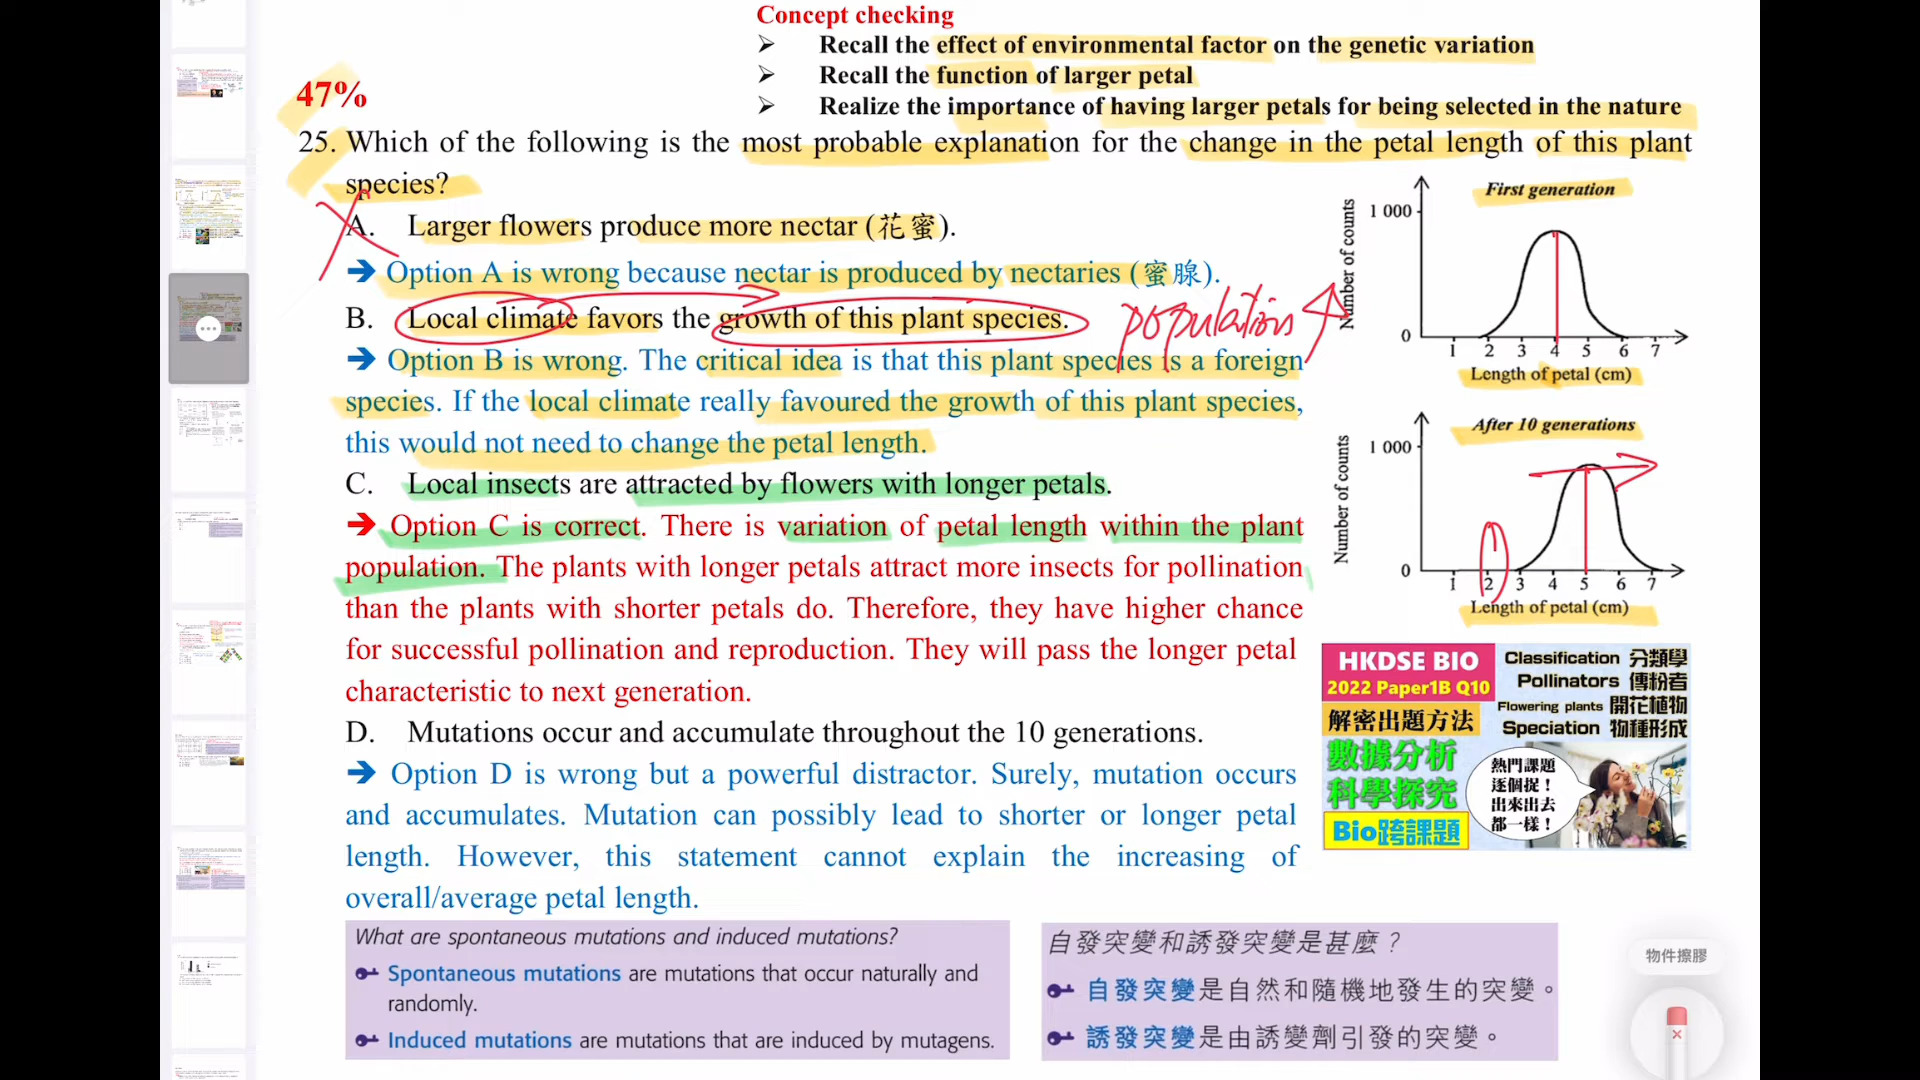 Concept checking
➢ Recall the effect of environmental factor on the genetic variation
➢ Recall the function of larger petal
➢ Realize the importance of having larger petals for being selected in the nature
47%
25. Which of the following is the most probable explanation for the change in the petal length of this plant
species?
A. Larger flowers produce more nectar (花蜜).
➔ Option A is wrong because nectar is produced by nectaries (蜜腺).
B. Local climate favors the growth of this plant species.
population
➔ Option B is wrong. The critical idea is that this plant species is a foreign
species. If the local climate really favoured the growth of this plant species,
this would not need to change the petal length.
C. Local insects are attracted by flowers with longer petals.
➔ Option C is correct. There is variation of petal length within the plant
population. The plants with longer petals attract more insects for pollination
than the plants with shorter petals do. Therefore, they have higher chance
for successful pollination and reproduction. They will pass the longer petal
characteristic to next generation.
D. Mutations occur and accumulate throughout the 10 generations.
➔ Option D is wrong but a powerful distractor. Surely, mutation occurs
and accumulates. Mutation can possibly lead to shorter or longer petal
length. However, this statement cannot explain the increasing of
overall/average petal length.
First generation
Number of counts
1 000
0
1 2 3 4 5 6 7
Length of petal (cm)
After 10 generations
Number of counts
1 000
0
1 2 3 4 5 6 7
Length of petal (cm)
HKDSE BIO
2022 Paper1B Q10
解密出題方法
數據分析
科學探究
Bio跨課題
Classification 分類學
Pollinators 傳粉者
Flowering plants 開花植物
Speciation 物種形成
熱門課題
逐個捉！
出來出去
都一樣！
What are spontaneous mutations and induced mutations?
Spontaneous mutations are mutations that occur naturally and
randomly.
Induced mutations are mutations that are induced by mutagens.
自發突變和誘發突變是甚麼？
自發突變是自然和隨機地發生的突變。
誘發突變是由誘變劑引發的突變。
物件擦膠